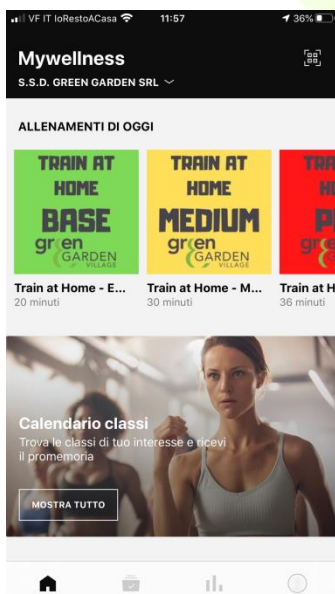 VF IT IoRestoACasa 11:57 36%
Mywellness
S.S.D. GREEN GARDEN SRL
ALLENAMENTI DI OGGI
TRAIN AT
HOME
BASE
green
GARDEN
VILLAGE
Train at Home - E...
20 minuti
TRAIN AT
HOME
MEDIUM
green
GARDEN
VILLAGE
Train at Home - M...
30 minuti
TRA
H
P
gr
G
Train at H
36 minuti
Calendario classi
Trova le classi di tuo interesse e ricevi
il promemoria
MOSTRA TUTTO